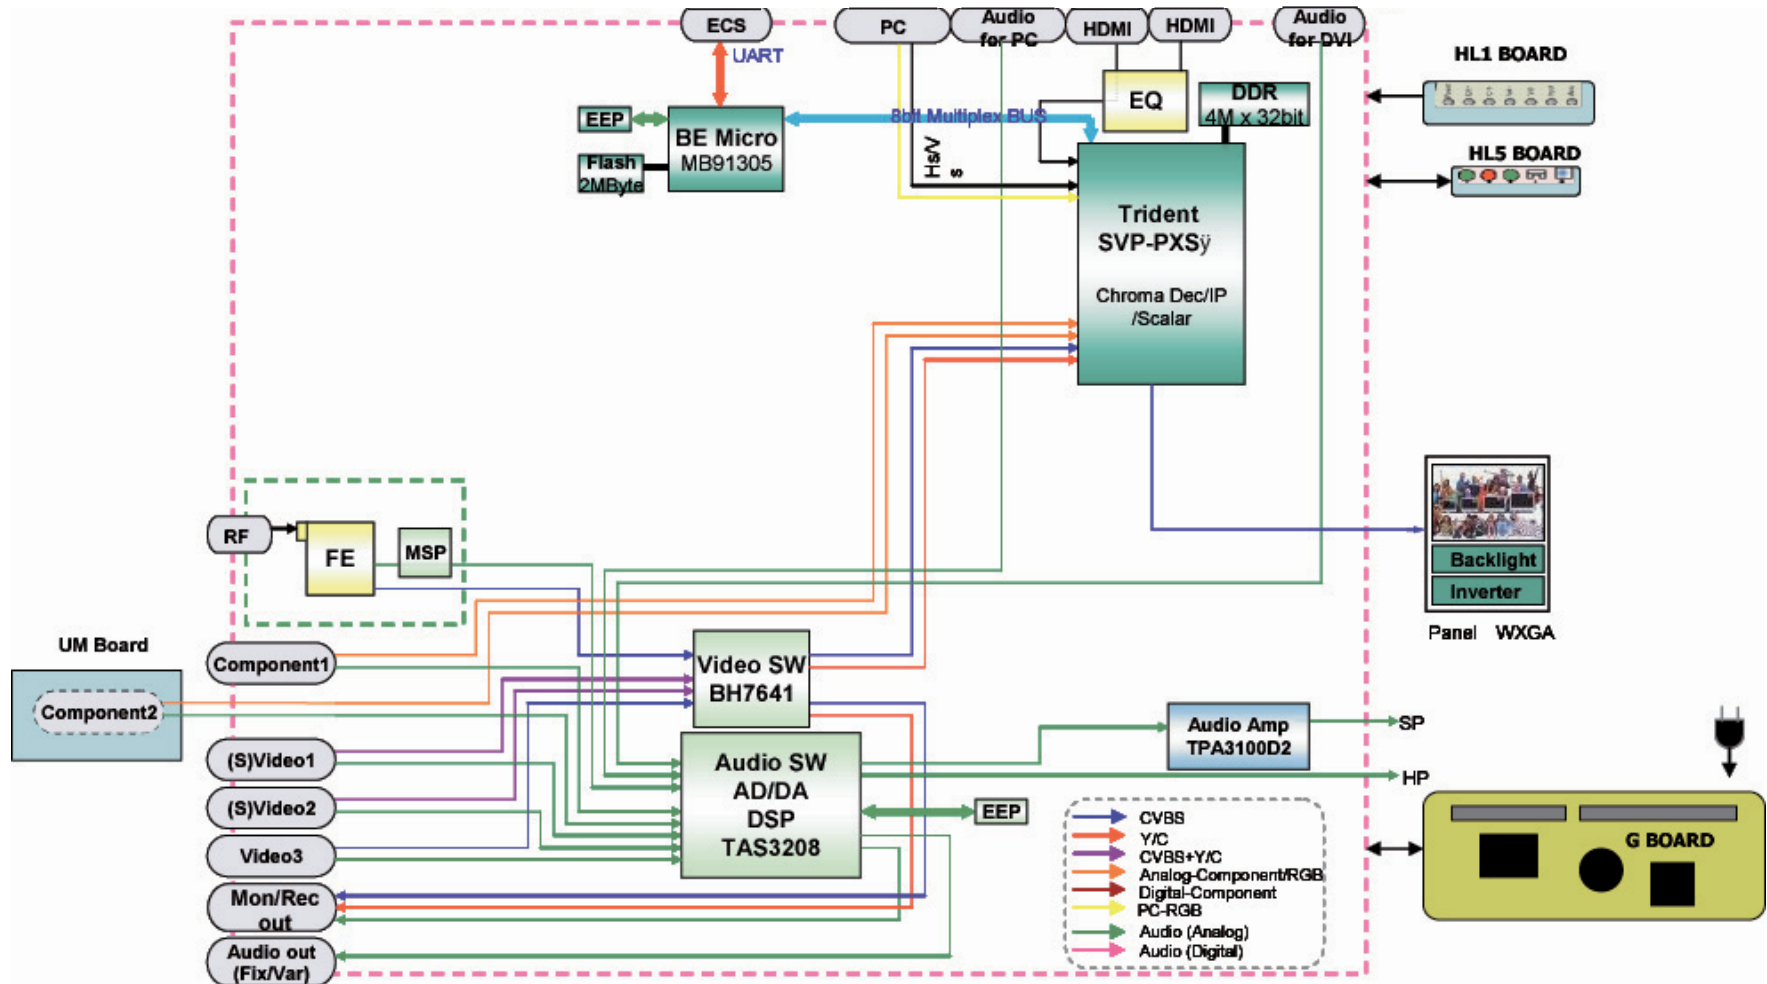 ECS
PC
Audio
for PC
HDMI
HDMI
Audio
for DVI
UART
HL1 BOARD
EEP
BE Micro
MB91305
Flash
2MByte
8bit Multiplex BUS
Hs/V
s
EQ
DDR
4M x 32bit
HL5 BOARD
Trident
SVP-PXSÿ
Chroma Dec/IP
/Scalar
RF
FE
MSP
Backlight
Inverter
Panel WXGA
UM Board
Component1
Component2
Video SW
BH7641
(S)Video1
(S)Video2
Video3
Mon/Rec
out
Audio out
(Fix/Var)
Audio SW
AD/DA
DSP
TAS3208
EEP
Audio Amp
TPA3100D2
SP
HP
G BOARD
CVBS
Y/C
CVBS+Y/C
Analog-Component/RGB
Digital-Component
PC-RGB
Audio (Analog)
Audio (Digital)